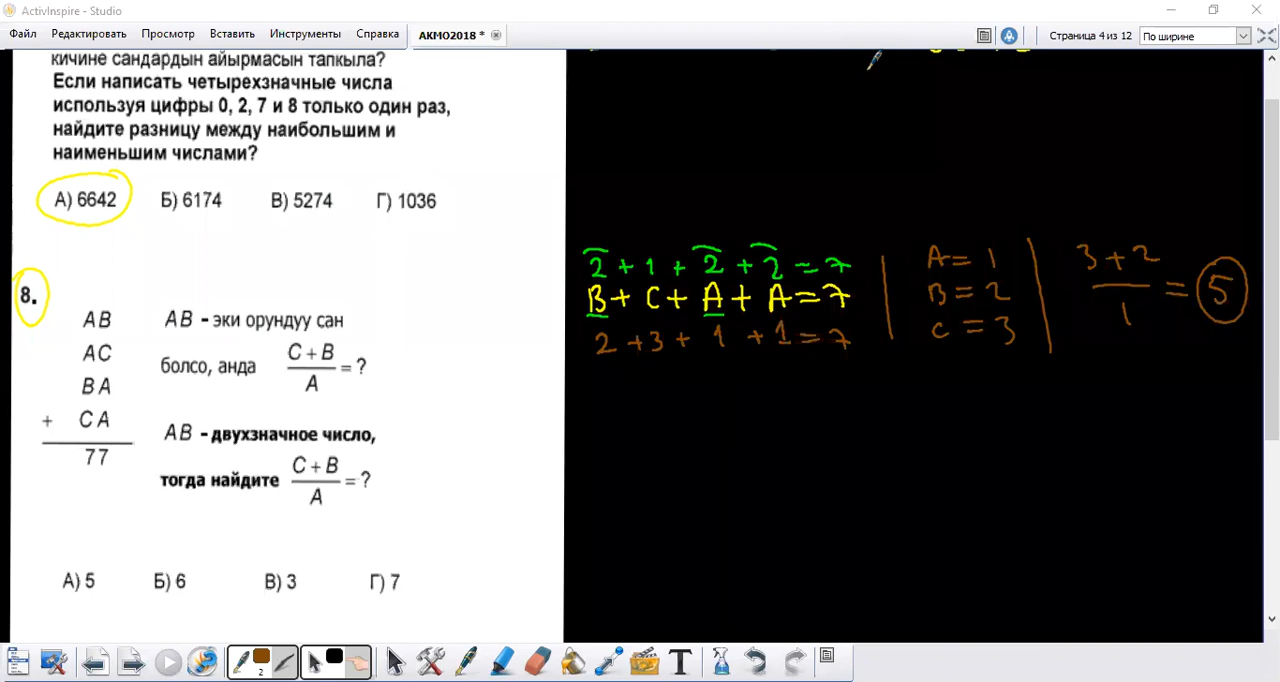 ActivInspire - Studio
Файл Редактировать Просмотр Вставить Инструменты Справка AKMO2018 * Страница 4 из 12 По ширине
кичине сандардын айырмасын тапкыла?
Если написать четырехзначные числа
используя цифры 0, 2, 7 и 8 только один раз,
найдите разницу между наибольшим и
наименьшим числами?
А) 6642 Б) 6174 В) 5274 Г) 1036
8.
AB
AC
BA
+ CA
77
AB - эки орундуу сан
болсо, анда C + B / A = ?
AB - двухзначное число,
тогда найдите C + B / A = ?
А) 5 Б) 6 В) 3 Г) 7
2 + 1 + 2 + 2 = 7
B + C + A + A = 7
2 + 3 + 1 + 1 = 7
A = 1
B = 2
C = 3
3 + 2 / 1 = 5
2
T